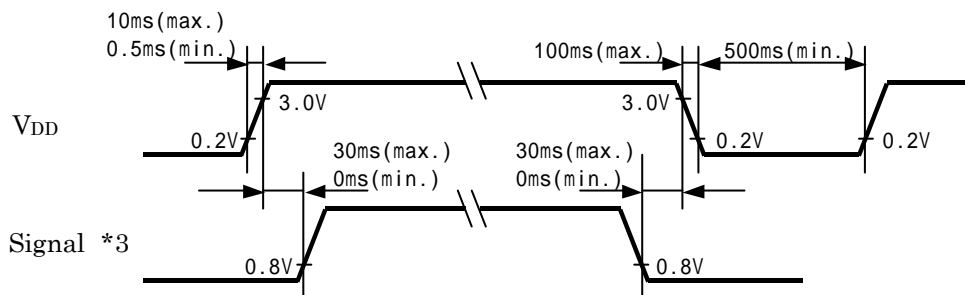 10ms(max.)
0.5ms(min.)
100ms(max.)
500ms(min.)
VDD
3.0V
3.0V
0.2V
0.2V
0.2V
30ms(max.)
0ms(min.)
30ms(max.)
0ms(min.)
Signal *3
0.8V
0.8V